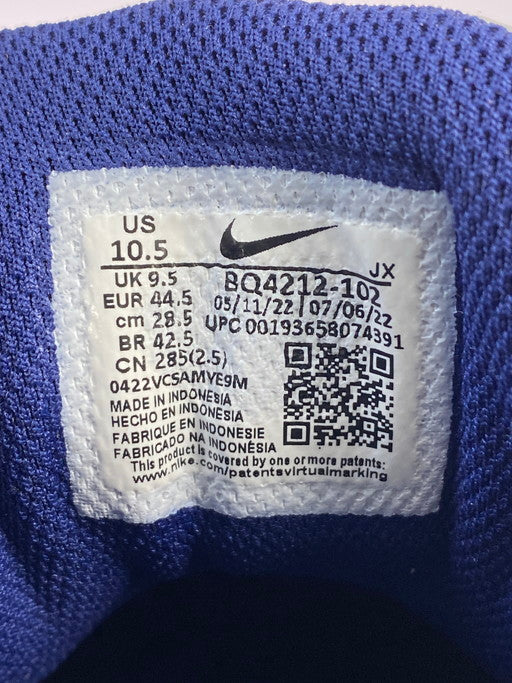 US
10.5
JX
UK 9.5
BQ4212-102
EUR 44.5
05/11/22 | 07/06/22
cm 28.5
UPC 00193658074391
BR 42.5
CN 285(2.5)
0422VCSAMYE9M
MADE IN INDONESIA
HECHO EN INDONESIA
FABRIQUE EN INDONESIE
FABRICADO NA INDONÉSIA
This product is covered by one or more patents
www.nike.com/patentsvirtualmarking